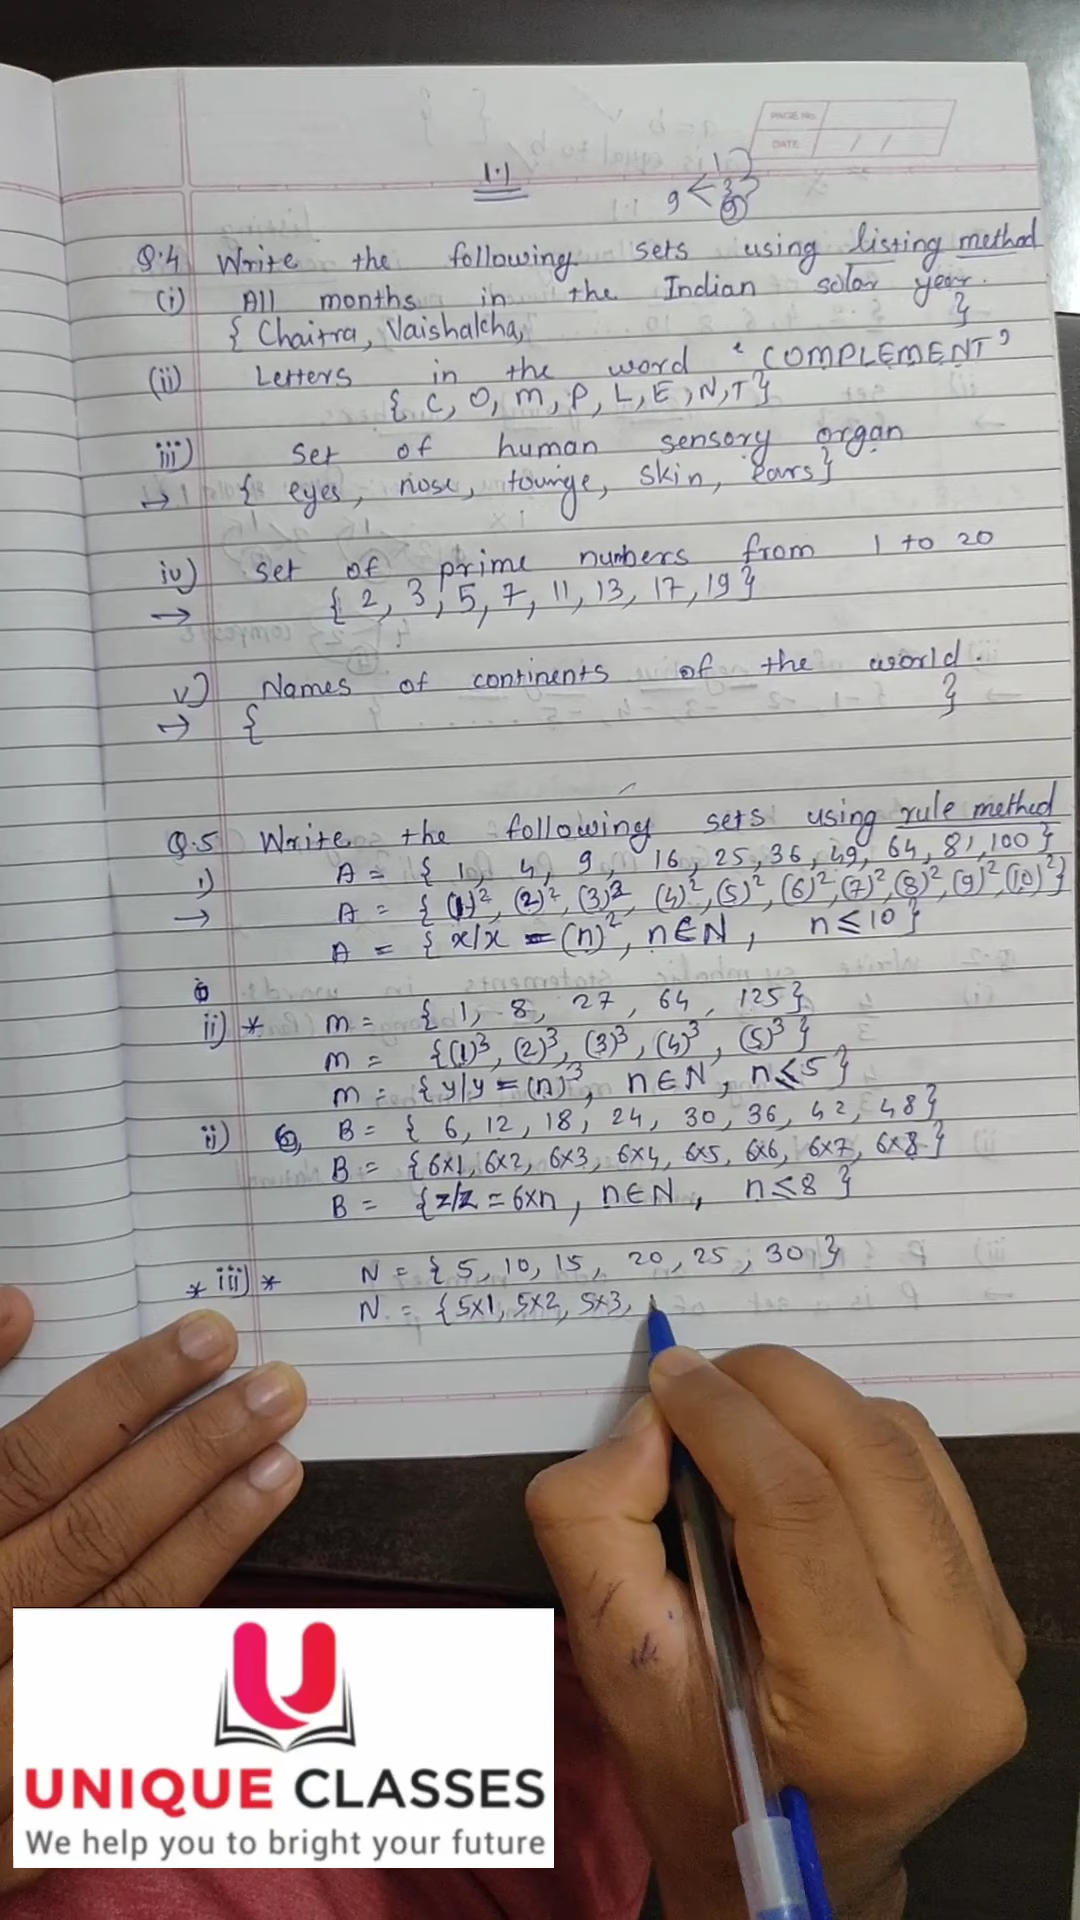 PAGE NO.
DATE / /
1.1
9 < 1 3 9
Q.4 Write the following sets using listing method
(i) All months in the Indian solar year.
{ Chaitra, Vaishakha, }
(ii) Letters in the word 'COMPLEMENT'
{ C, O, M, P, L, E, N, T }
iii) Set of human sensory organ
→ { eyes, nose, tounge, skin, ears }
iv) Set of prime numbers from 1 to 20
→ { 2, 3, 5, 7, 11, 13, 17, 19 }
v) Names of continents of the world.
→ { }
Q.5 Write the following sets using rule method
i) A = { 1, 4, 9, 16, 25, 36, 49, 64, 81, 100 }
→ A = { (1)², (2)², (3)², (4)², (5)², (6)², (7)², (8)², (9)², (10)² }
A = { x/x = (n)², n∈N, n≤10 }
ii) * M = { 1, 8, 27, 64, 125 }
M = { (1)³, (2)³, (3)³, (4)³, (5)³ }
M = { y/y = (n)³, n∈N, n≤5 }
ii) B = { 6, 12, 18, 24, 30, 36, 42, 48 }
B = { 6×1, 6×2, 6×3, 6×4, 6×5, 6×6, 6×7, 6×8 }
B = { z/z = 6×n, n∈N, n≤8 }
* iii) * N = { 5, 10, 15, 20, 25, 30 }
N = { 5×1, 5×2, 5×3,
UNIQUE CLASSES
We help you to bright your future